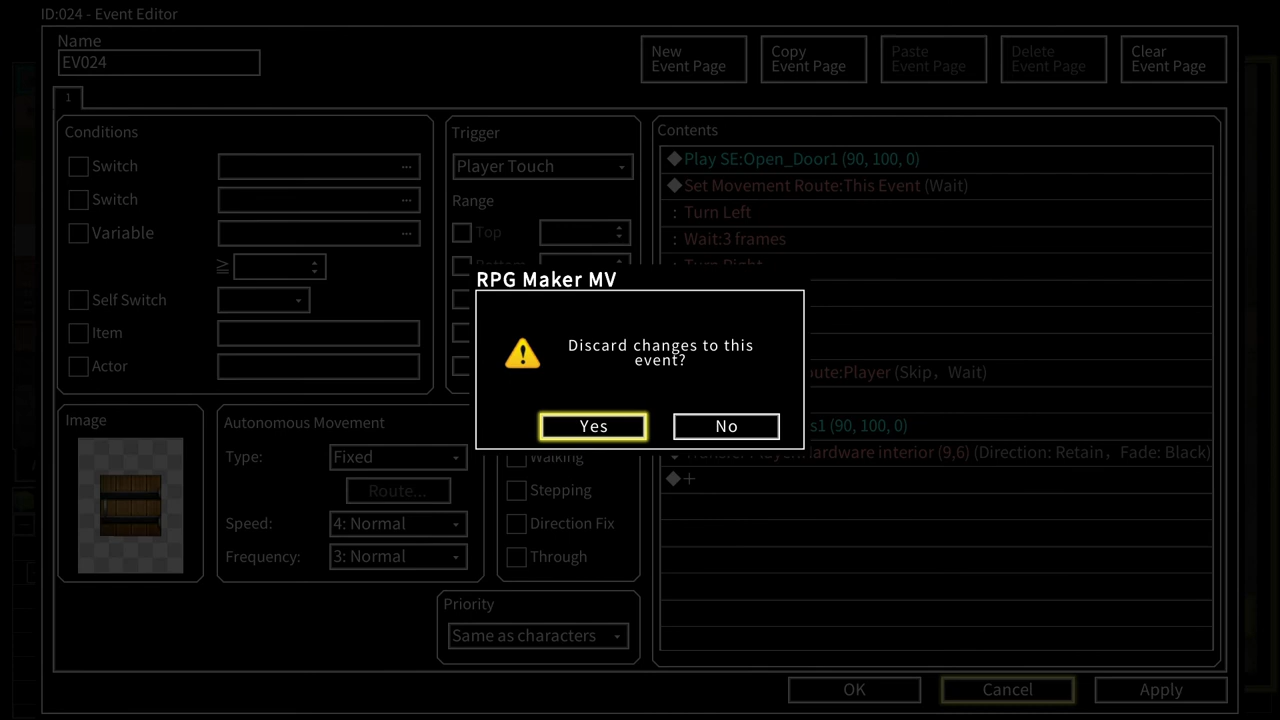 ID:024 - Event Editor
Name
EV024
New
Event Page
Copy
Event Page
Paste
Event Page
Delete
Event Page
Clear
Event Page
1
Conditions
Switch
...
Switch
...
Variable
...
≧
Self Switch
Item
Actor
Trigger
Player Touch
Range
Top
Contents
◆Play SE:Open_Door1 (90, 100, 0)
◆Set Movement Route:This Event (Wait)
: Turn Left
: Wait:3 frames
: Turn Right
:Player (Skip, Wait)
(90, 100, 0)
interior (9,6) (Direction: Retain, Fade: Black)
◆+
RPG Maker MV
Discard changes to this
event?
Yes
No
Image
Autonomous Movement
Type:
Fixed
Route...
Speed:
4: Normal
Frequency:
3: Normal
Walking
Stepping
Direction Fix
Through
Priority
Same as characters
OK
Cancel
Apply